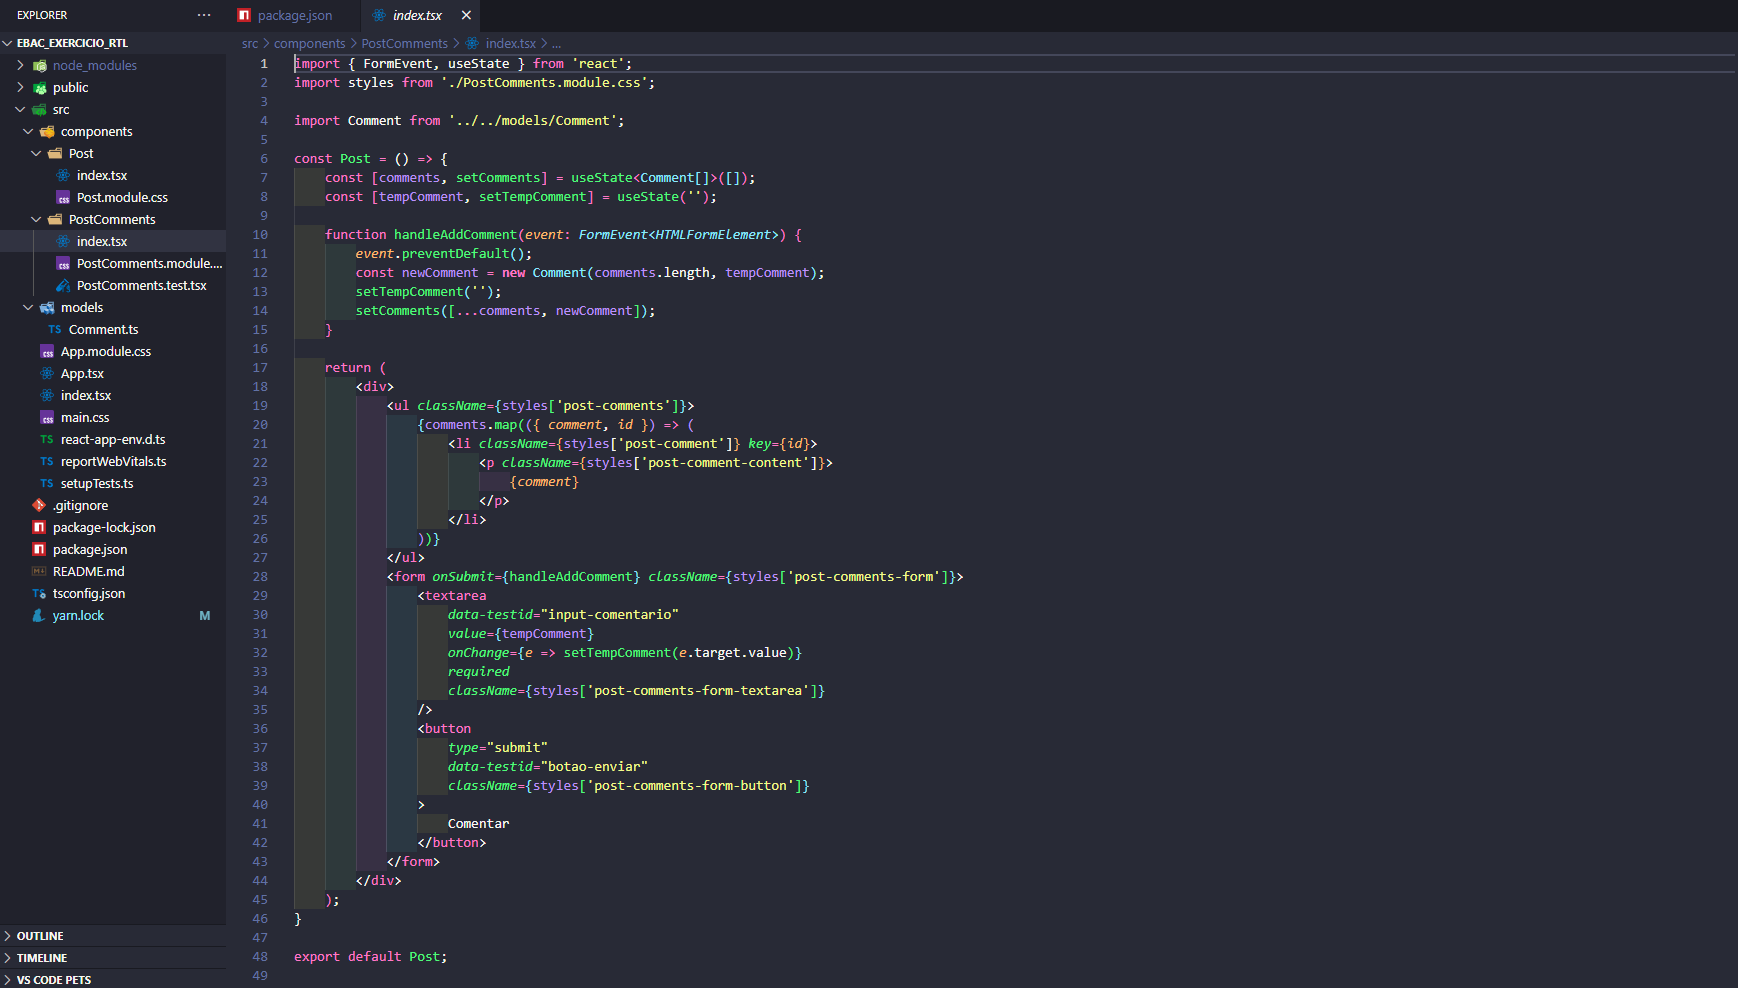 EXPLORER ...
EBAC_EXERCICIO_RTL
node_modules
public
src
components
Post
index.tsx
Post.module.css
PostComments
index.tsx
PostComments.module....
PostComments.test.tsx
models
Comment.ts
App.module.css
App.tsx
index.tsx
main.css
react-app-env.d.ts
reportWebVitals.ts
setupTests.ts
.gitignore
package-lock.json
package.json
README.md
tsconfig.json
yarn.lock M
OUTLINE
TIMELINE
VS CODE PETS
package.json index.tsx
src > components > PostComments > index.tsx > ...
1 import { FormEvent, useState } from 'react';
2 import styles from './PostComments.module.css';
3
4 import Comment from '../../models/Comment';
5
6 const Post = () => {
7 const [comments, setComments] = useState<Comment[]>([]);
8 const [tempComment, setTempComment] = useState('');
9
10 function handleAddComment(event: FormEvent<HTMLFormElement>) {
11 event.preventDefault();
12 const newComment = new Comment(comments.length, tempComment);
13 setTempComment('');
14 setComments([...comments, newComment]);
15 }
16
17 return (
18 <div>
19 <ul className={styles['post-comments']}>
20 {comments.map(({ comment, id }) => (
21 <li className={styles['post-comment']} key={id}>
22 <p className={styles['post-comment-content']}>
23 {comment}
24 </p>
25 </li>
26 ))}
27 </ul>
28 <form onSubmit={handleAddComment} className={styles['post-comments-form']}>
29 <textarea
30 data-testid="input-comentario"
31 value={tempComment}
32 onChange={e => setTempComment(e.target.value)}
33 required
34 className={styles['post-comments-form-textarea']}
35 />
36 <button
37 type="submit"
38 data-testid="botao-enviar"
39 className={styles['post-comments-form-button']}
40 >
41 Comentar
42 </button>
43 </form>
44 </div>
45 );
46 }
47
48 export default Post;
49